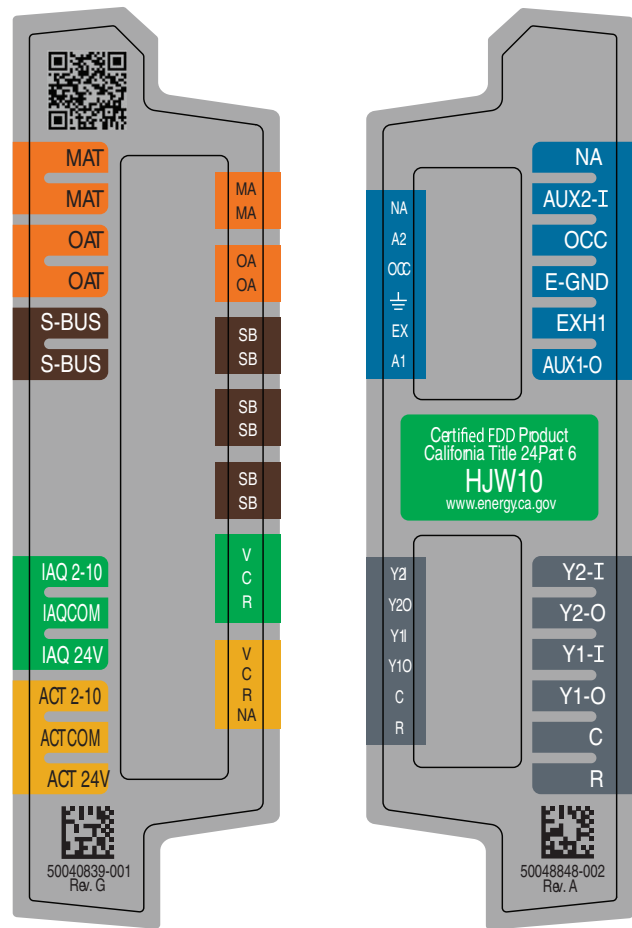 MAT
MAT
OAT
OAT
S-BUS
S-BUS
IAQ 2-10
IAQCOM
IAQ 24V
ACT 2-10
ACTCOM
ACT 24V
50040839-001
Rev. G
MA
MA
OA
OA
SB
SB
SB
SB
SB
SB
V
C
R
V
C
R
NA
NA
A2
OCC
EX
A1
NA
AUX2-I
OCC
E-GND
EXH1
AUX1-O
Certified FDD Product
California Title 24Part 6
HJW10
www.energy.ca.gov
Y2I
Y2O
Y1I
Y1O
C
R
Y2-I
Y2-O
Y1-I
Y1-O
C
R
50048848-002
Rev. A